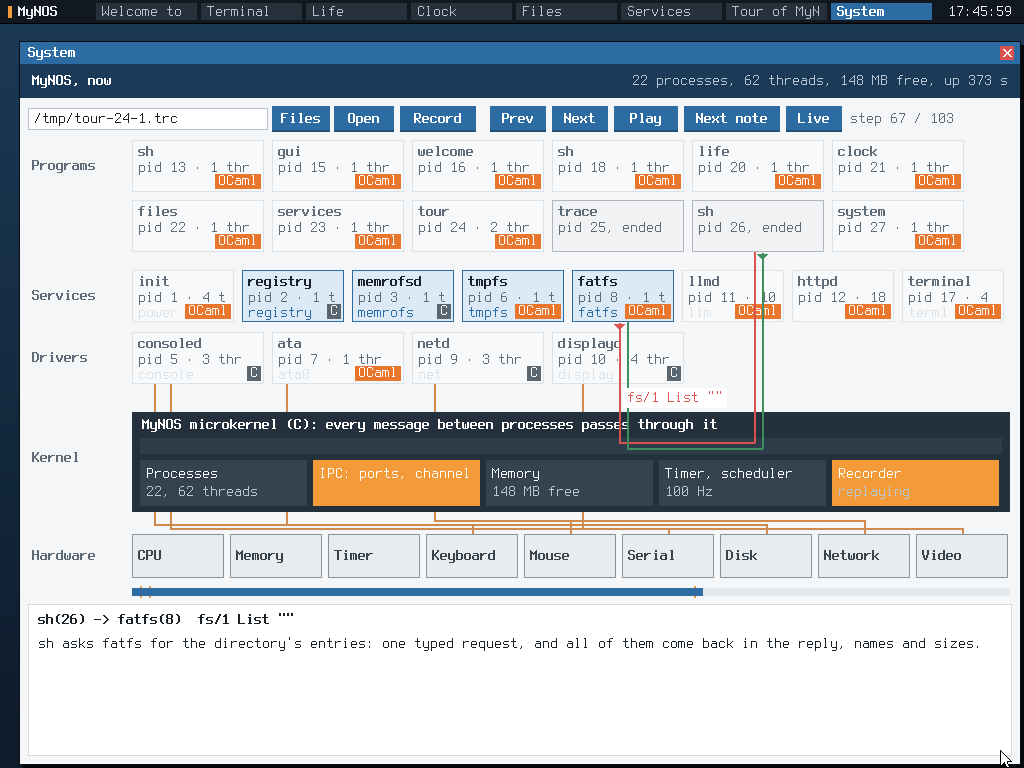 MyNOS Welcome to Terminal Life Clock Files Services Tour of MyN System 17:45:59
System
MyNOS, now 22 processes, 62 threads, 148 MB free, up 373 s
/tmp/tour-24-1.trc Files Open Record Prev Next Play Next note Live step 67 / 103
Programs
sh
pid 13 · 1 thr
OCaml
gui
pid 15 · 1 thr
OCaml
welcome
pid 16 · 1 thr
OCaml
sh
pid 18 · 1 thr
OCaml
life
pid 20 · 1 thr
OCaml
clock
pid 21 · 1 thr
OCaml
files
pid 22 · 1 thr
OCaml
services
pid 23 · 1 thr
OCaml
tour
pid 24 · 2 thr
OCaml
trace
pid 25, ended
sh
pid 26, ended
system
pid 27 · 1 thr
OCaml
Services
init
pid 1 · 4 t
power OCaml
registry
pid 2 · 1 t
registry C
memrofsd
pid 3 · 1 t
memrofs C
tmpfs
pid 6 · 1 t
tmpfs OCaml
fatfs
pid 8 · 1 t
fatfs OCaml
llmd
pid 11 · 10
llm OCaml
httpd
pid 12 · 18
OCaml
terminal
pid 17 · 4
term1 OCaml
Drivers
consoled
pid 5 · 3 thr
console C
ata
pid 7 · 1 thr
ata0 OCaml
netd
pid 9 · 3 thr
net C
displayd
pid 10 · 4 thr
display C
fs/1 List ""
Kernel
MyNOS microkernel (C): every message between processes passes through it
Processes
22, 62 threads
IPC: ports, channel
Memory
148 MB free
Timer, scheduler
100 Hz
Recorder
replaying
Hardware
CPU Memory Timer Keyboard Mouse Serial Disk Network Video
sh(26) -> fatfs(8) fs/1 List ""
sh asks fatfs for the directory's entries: one typed request, and all of them come back in the reply, names and sizes.